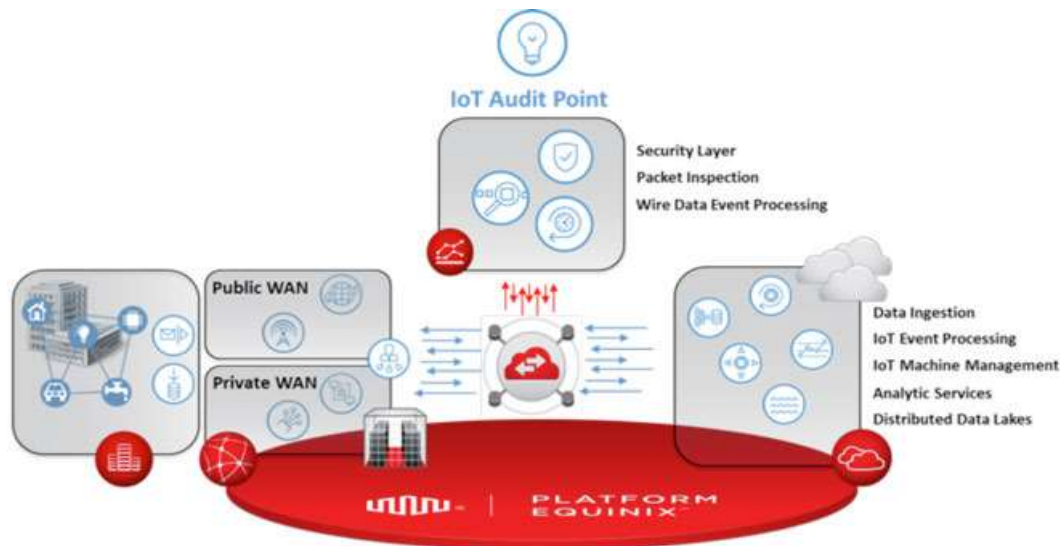 IoT Audit Point
Security Layer
Packet Inspection
Wire Data Event Processing
Public WAN
Private WAN
Data Ingestion
IoT Event Processing
IoT Machine Management
Analytic Services
Distributed Data Lakes
PLATFORM
EQUINIX™